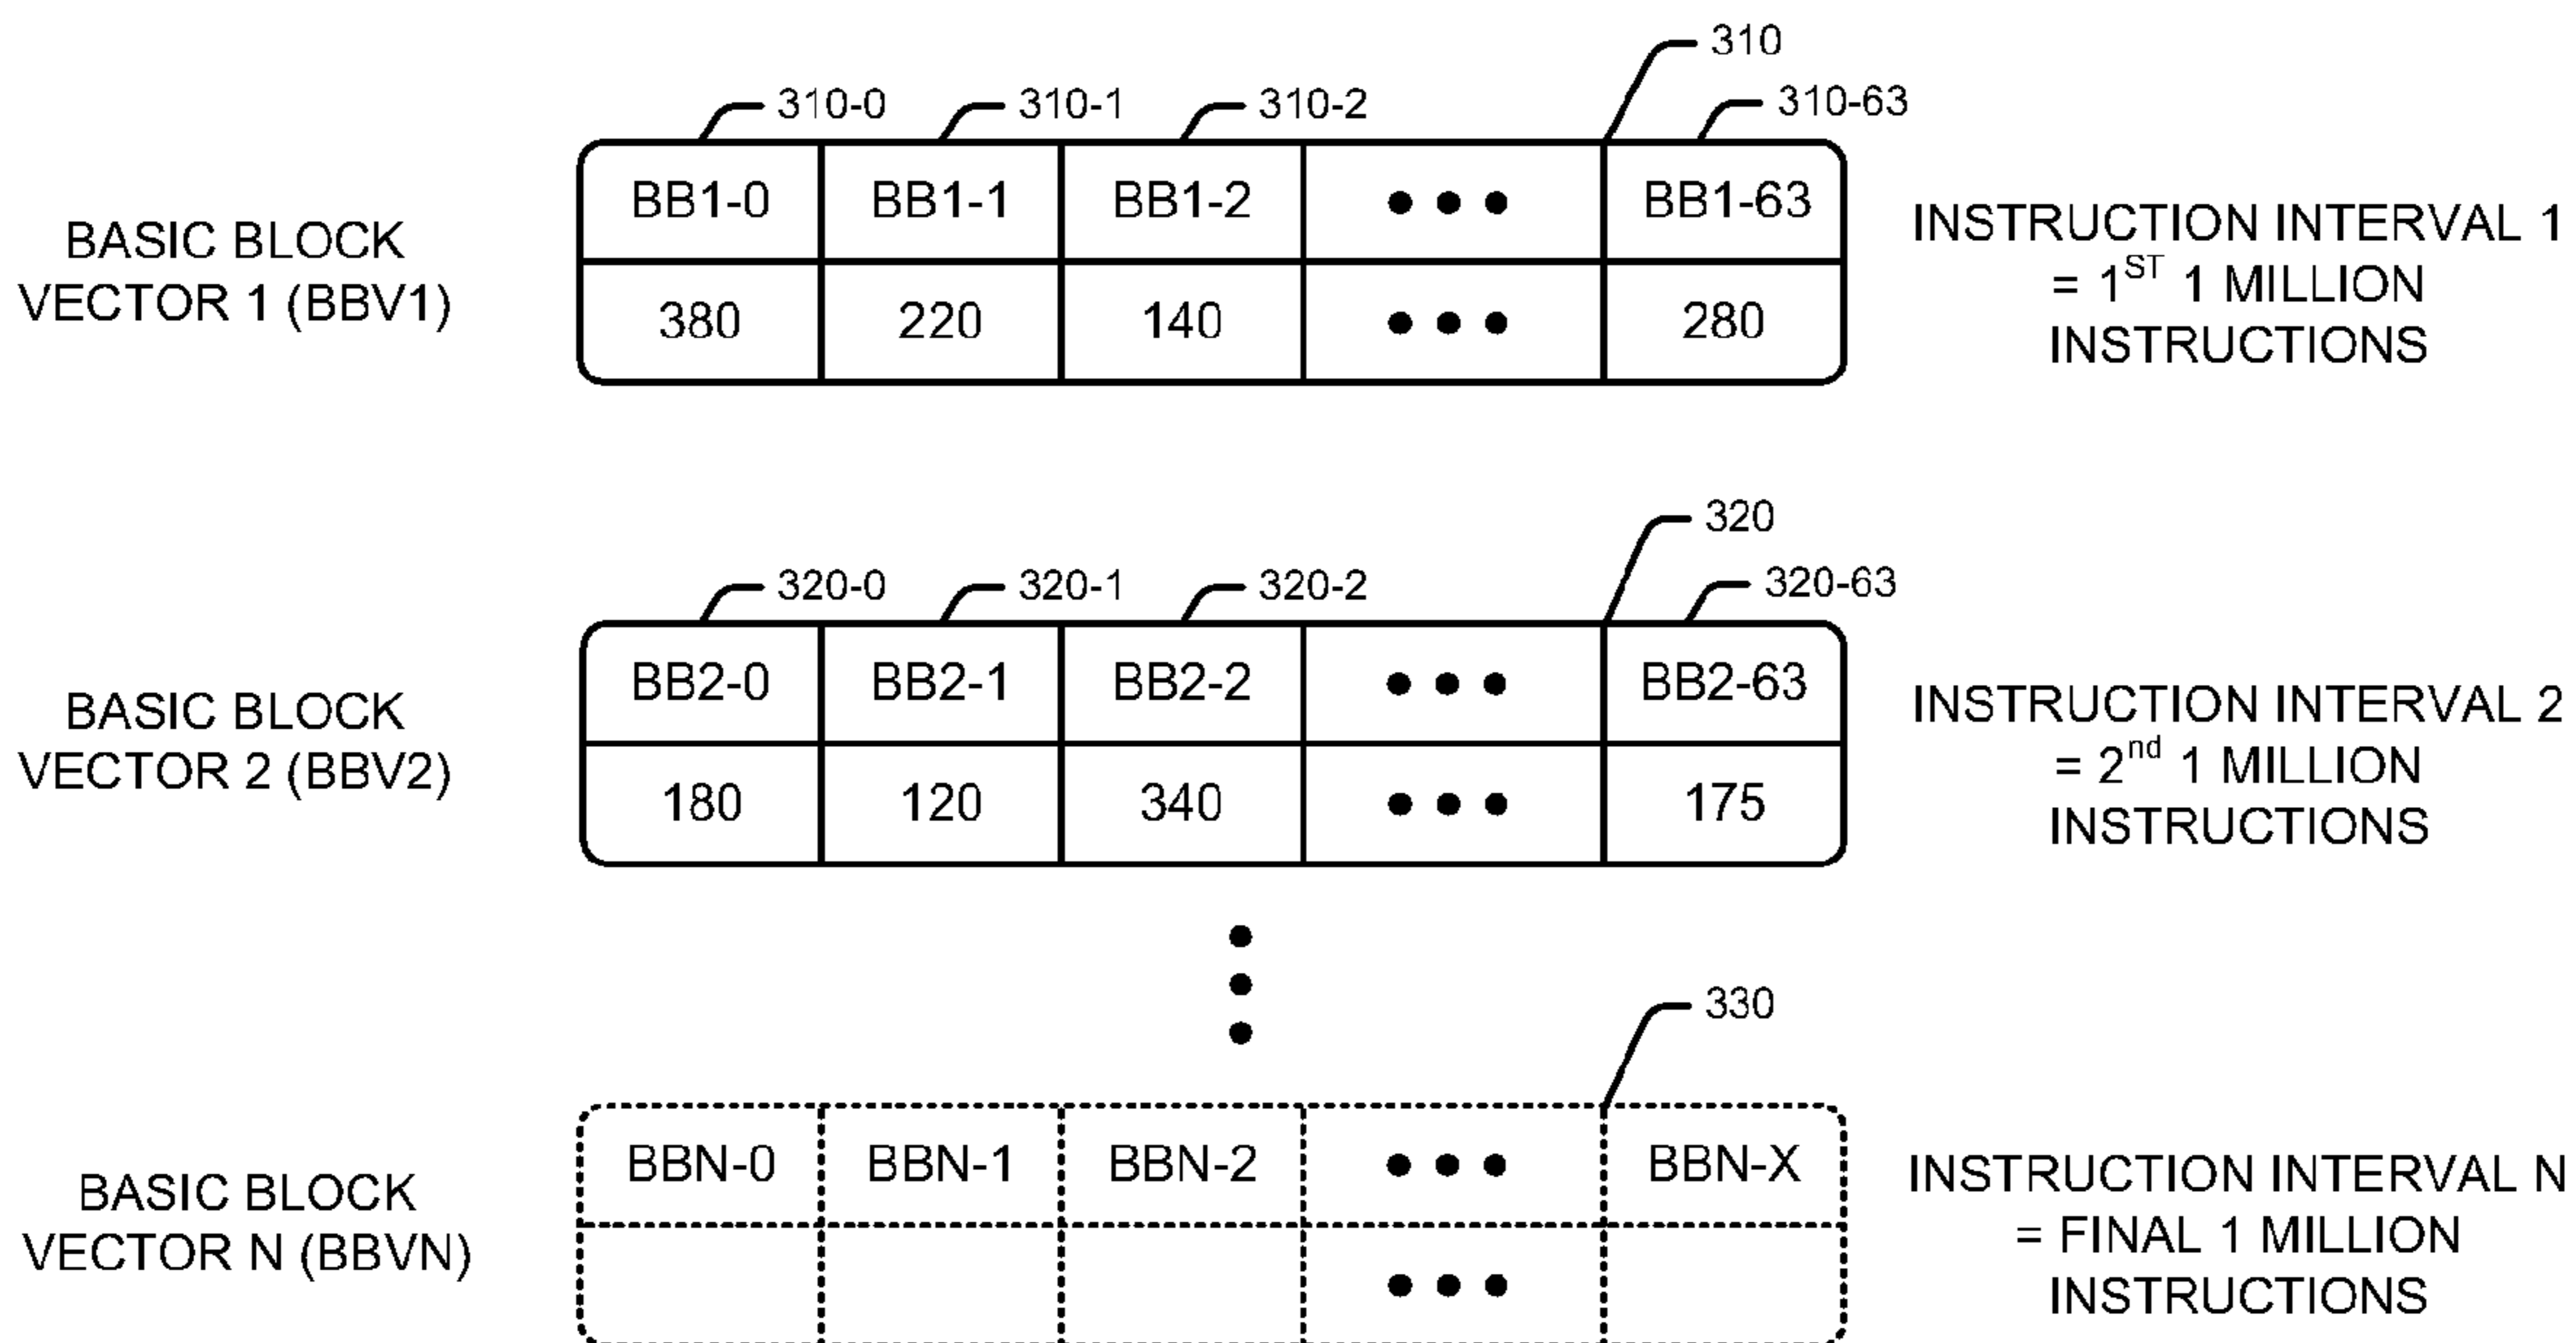 310
310-0 310-1 310-2 310-63
BASIC BLOCK
VECTOR 1 (BBV1)
BB1-0 BB1-1 BB1-2 ● ● ● BB1-63
380 220 140 ● ● ● 280
INSTRUCTION INTERVAL 1
= 1ST 1 MILLION
INSTRUCTIONS
320
320-0 320-1 320-2 320-63
BASIC BLOCK
VECTOR 2 (BBV2)
BB2-0 BB2-1 BB2-2 ● ● ● BB2-63
180 120 340 ● ● ● 175
INSTRUCTION INTERVAL 2
= 2nd 1 MILLION
INSTRUCTIONS
330
BASIC BLOCK
VECTOR N (BBVN)
BBN-0 BBN-1 BBN-2 ● ● ● BBN-X
● ● ●
INSTRUCTION INTERVAL N
= FINAL 1 MILLION
INSTRUCTIONS